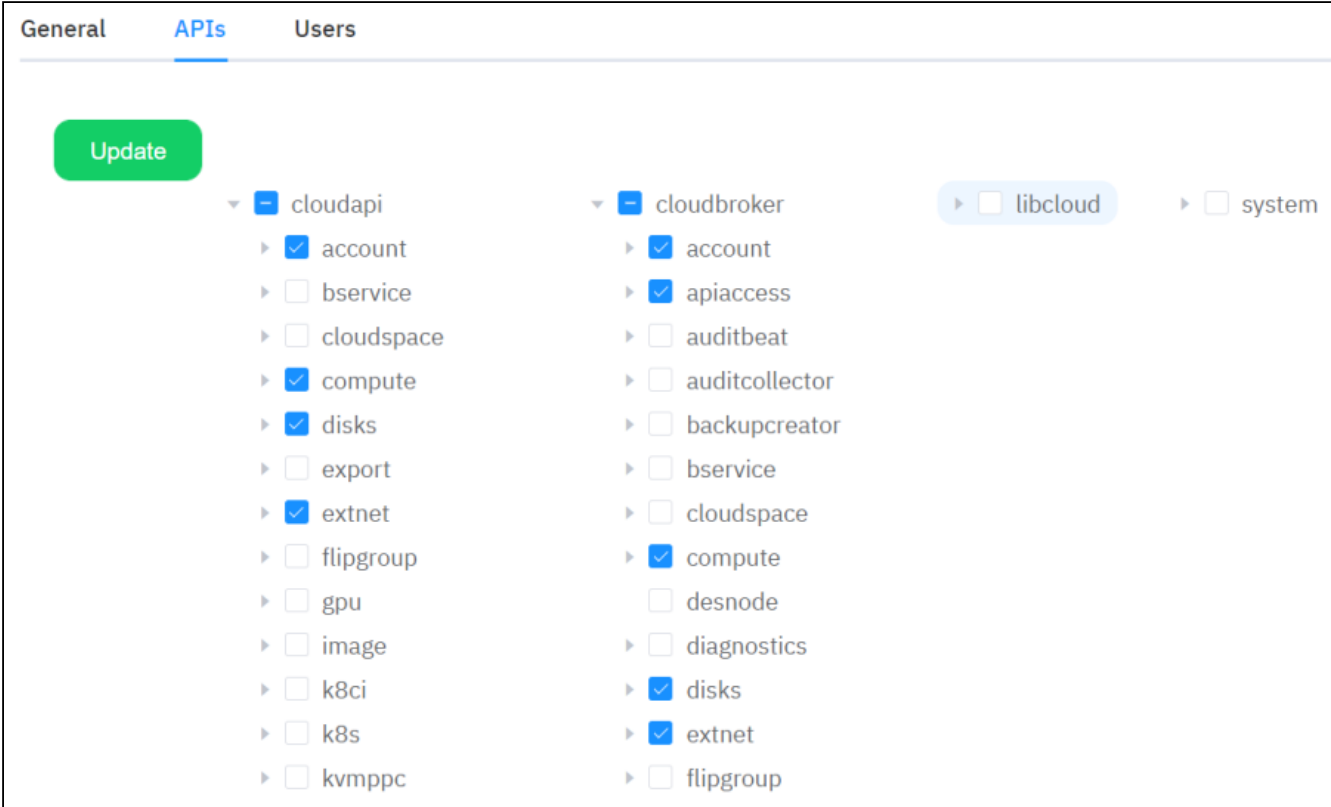 General APIs Users
Update
cloudapi cloudbroker libcloud system
account account
bservice apiaccess
cloudspace auditbeat
compute auditcollector
disks backupcreator
export bservice
extnet cloudspace
flipgroup compute
gpu desnode
image diagnostics
k8ci disks
k8s extnet
kvmppc flipgroup